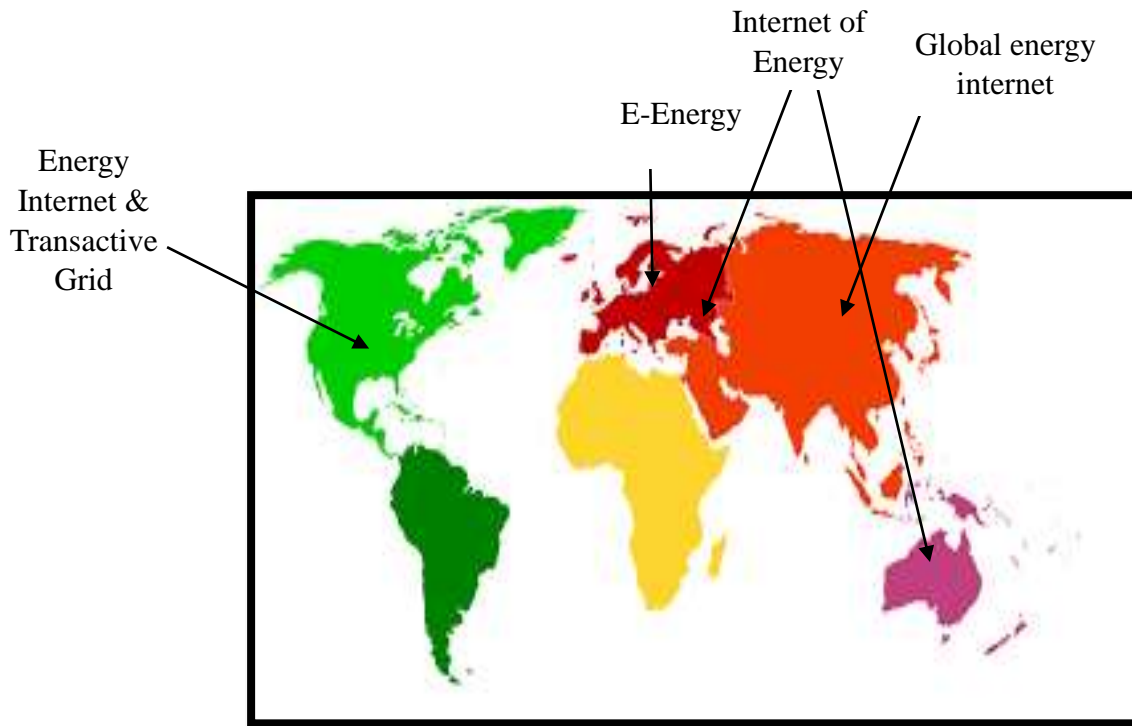 Internet of
Energy
Global energy
internet
E-Energy
Energy
Internet &
Transactive
Grid